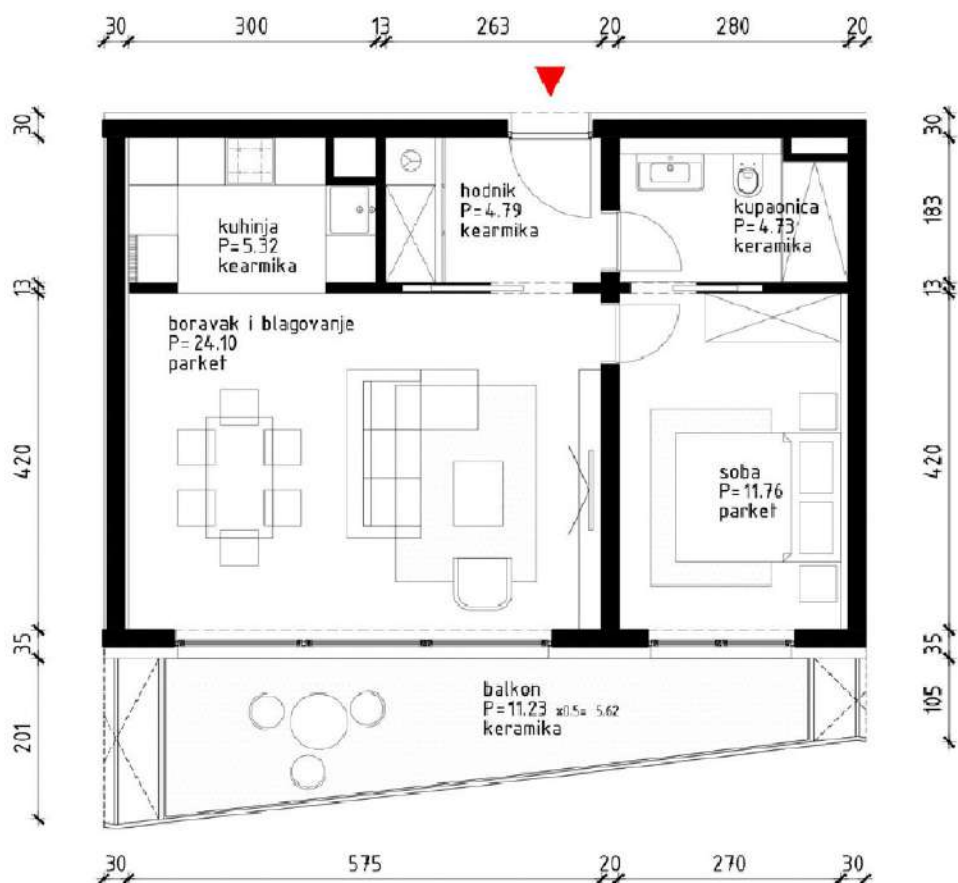 30 300 13 263 20 280 20
30 183 13 420 35 201
30 183 13 420 35 105
kuhinja
P=5.32
kearmika
hodnik
P=4.79
kearmika
kupaonica
P=4.73
keramika
boravak i blagovanje
P= 24.10
parket
soba
P=11.76
parket
balkon
P=11.23 x0.5= 5.62
keramika
30 575 20 270 30